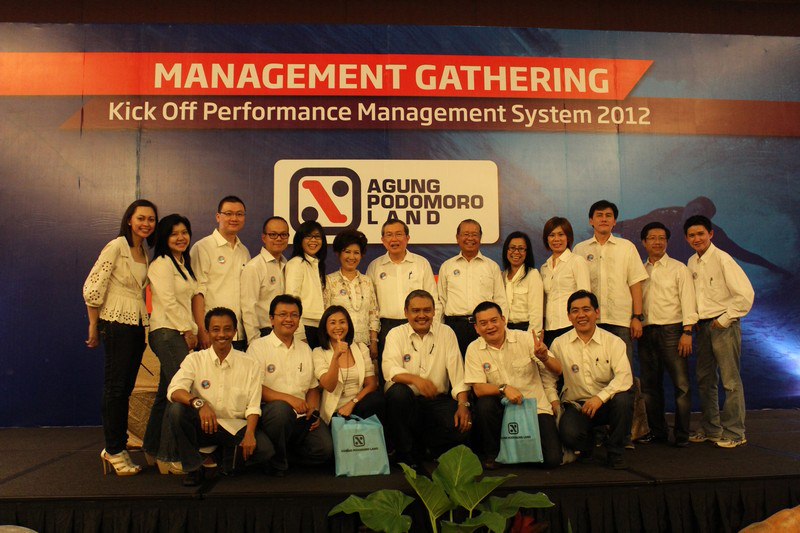 MANAGEMENT GATHERING
Kick Off Performance Management System 2012
AGUNG
PODOMORO
LAND